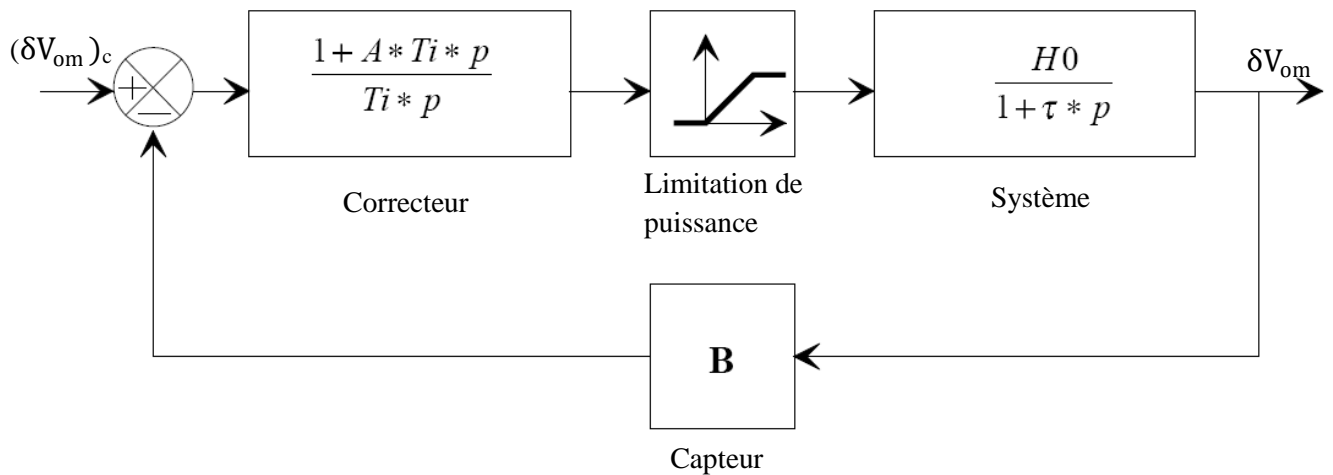 (δV_om)_c
+
−
1 + A * Ti * p
Ti * p
Correcteur
Limitation de
puissance
H0
1 + τ * p
Système
δV_om
B
Capteur